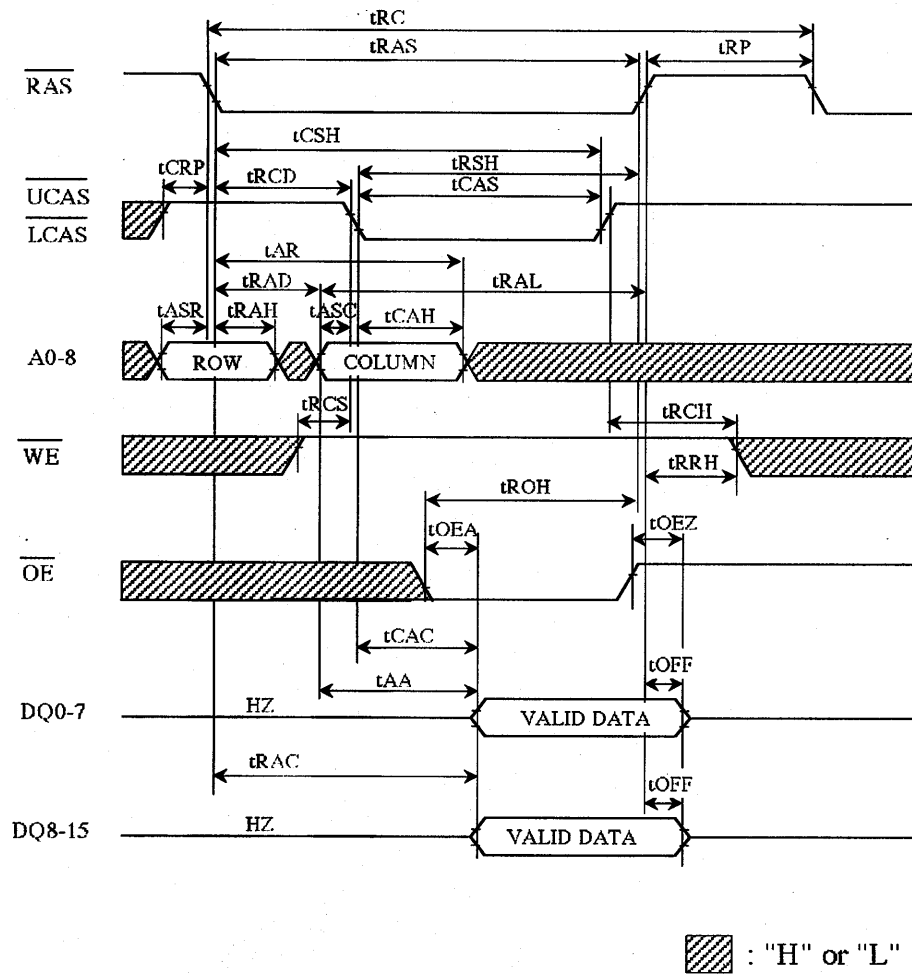 tRC
tRAS
tRP
RAS
tCSH
tCRP
tRCD
tRSH
tCAS
UCAS
LCAS
tAR
tRAD
tRAL
tASR
tRAH
tASC
tCAH
A0-8
ROW
COLUMN
tRCS
tRCH
WE
tRRH
tROH
tOEA
tOEZ
OE
tCAC
tOFF
tAA
DQ0-7
HZ
VALID DATA
tRAC
tOFF
DQ8-15
HZ
VALID DATA
: "H" or "L"